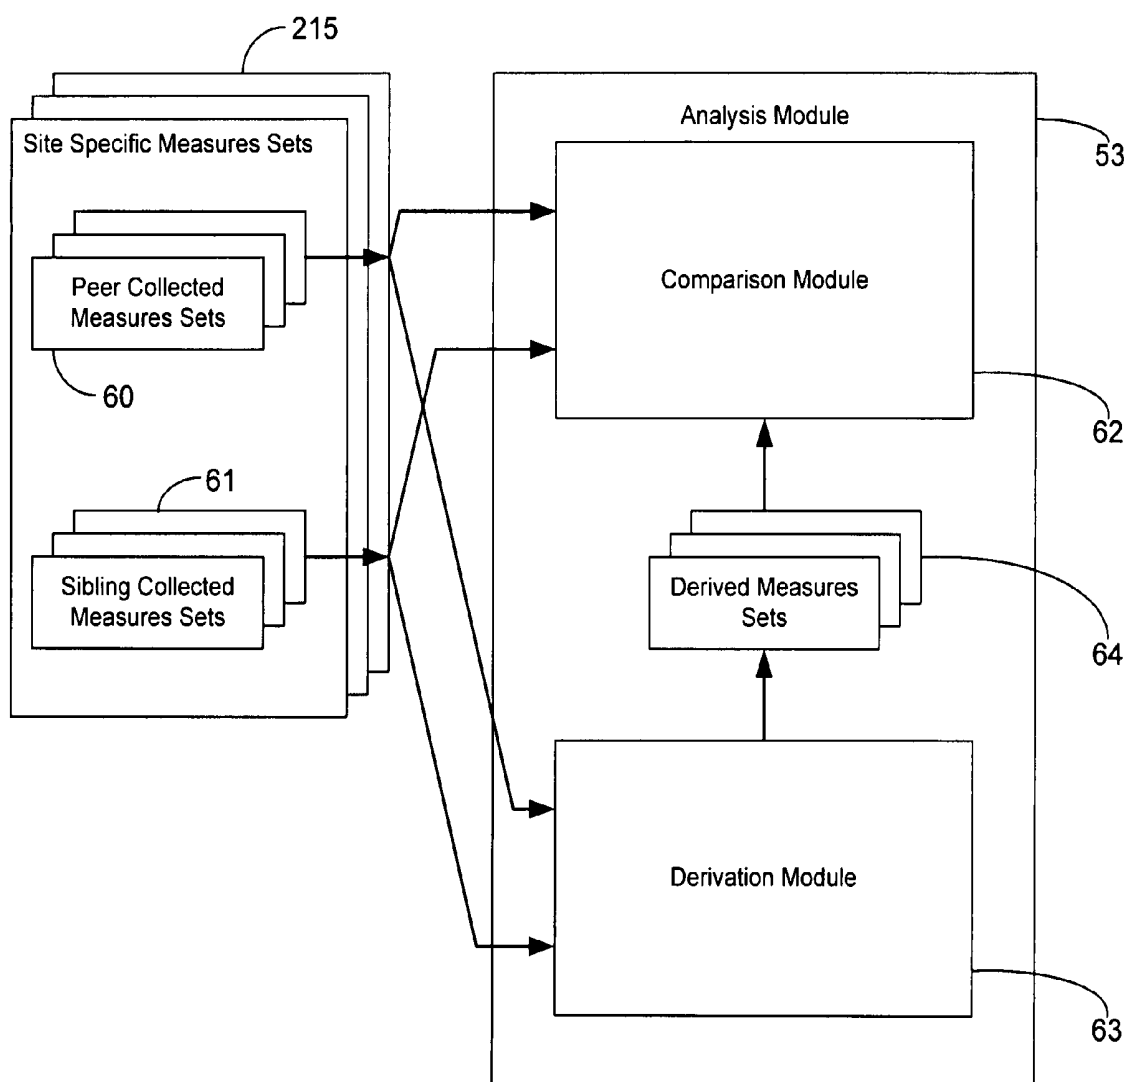 215
Site Specific Measures Sets
Analysis Module
53
Peer Collected
Measures Sets
60
Comparison Module
62
61
Sibling Collected
Measures Sets
Derived Measures
Sets
64
Derivation Module
63